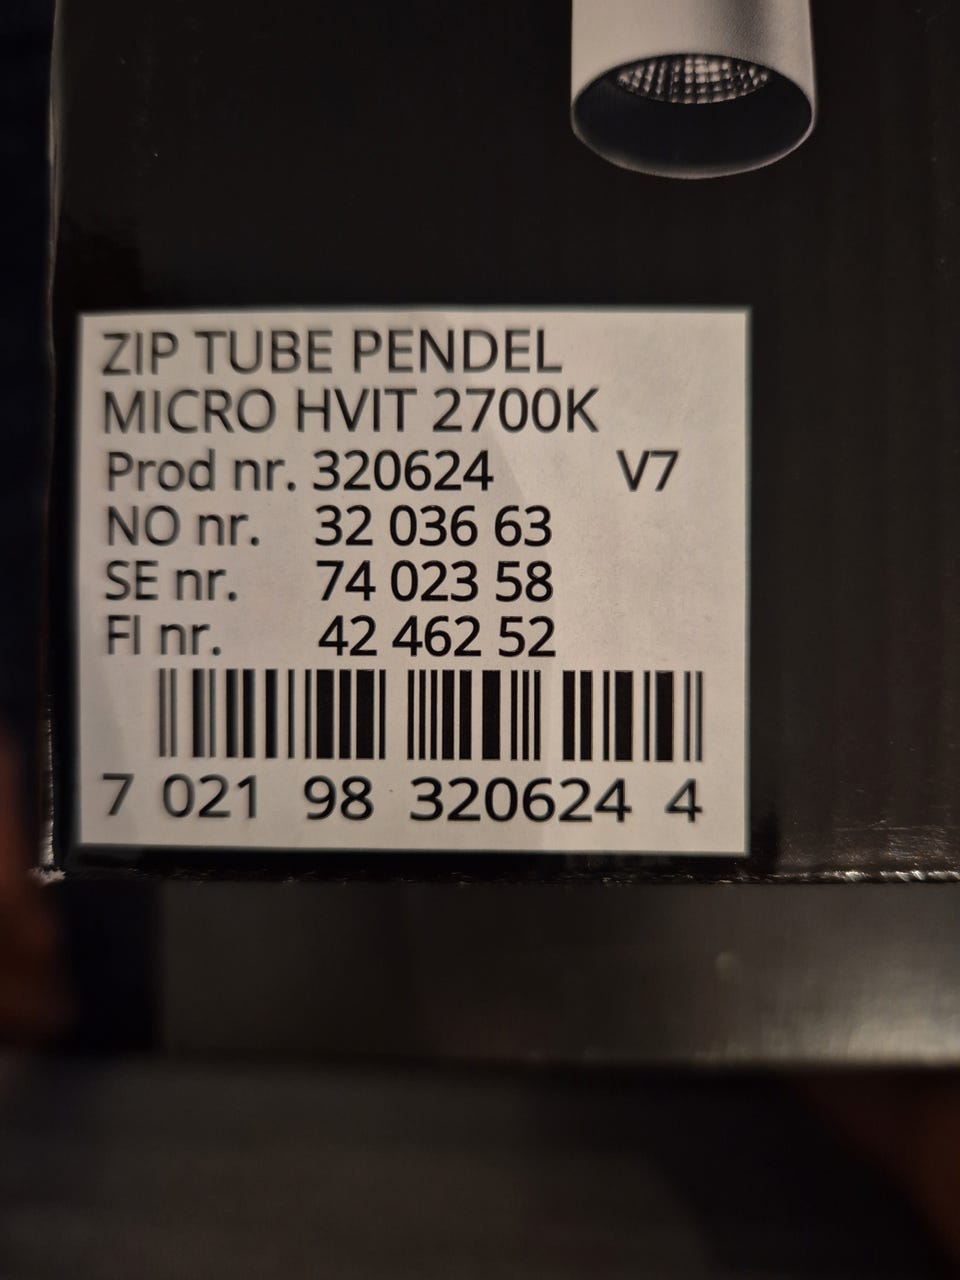 ZIP TUBE PENDEL
MICRO HVIT 2700K
Prod nr. 320624 V7
NO nr. 32 036 63
SE nr. 74 023 58
FI nr. 42 462 52
7 021 98 320624 4